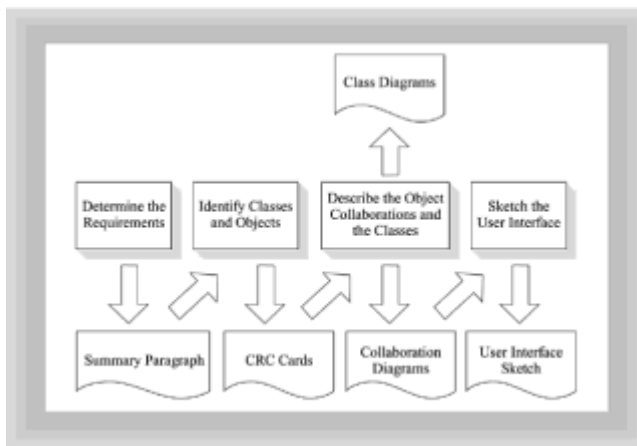 Class Diagrams
Determine the
Requirements
Identify Classes
and Objects
Describe the Object
Collaborations and
the Classes
Sketch the
User Interface
Summary Paragraph
CRC Cards
Collaboration
Diagrams
User Interface
Sketch